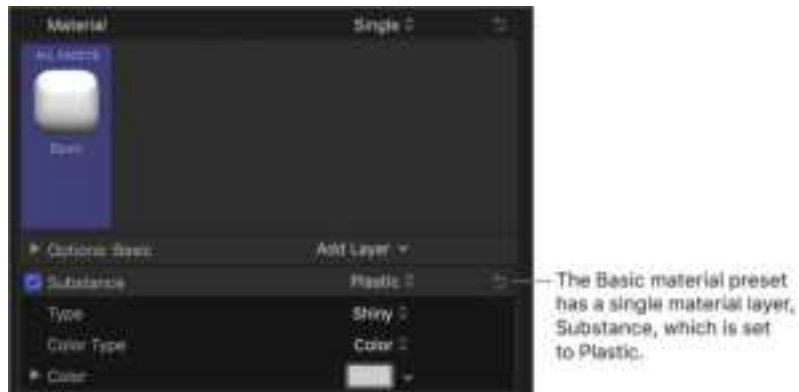 Material Single
ALL FACETS
Basic
Options: Basic Add Layer
Substance Plastic
Type Shiny
Color Type Color
Color
The Basic material preset
has a single material layer,
Substance, which is set
to Plastic.